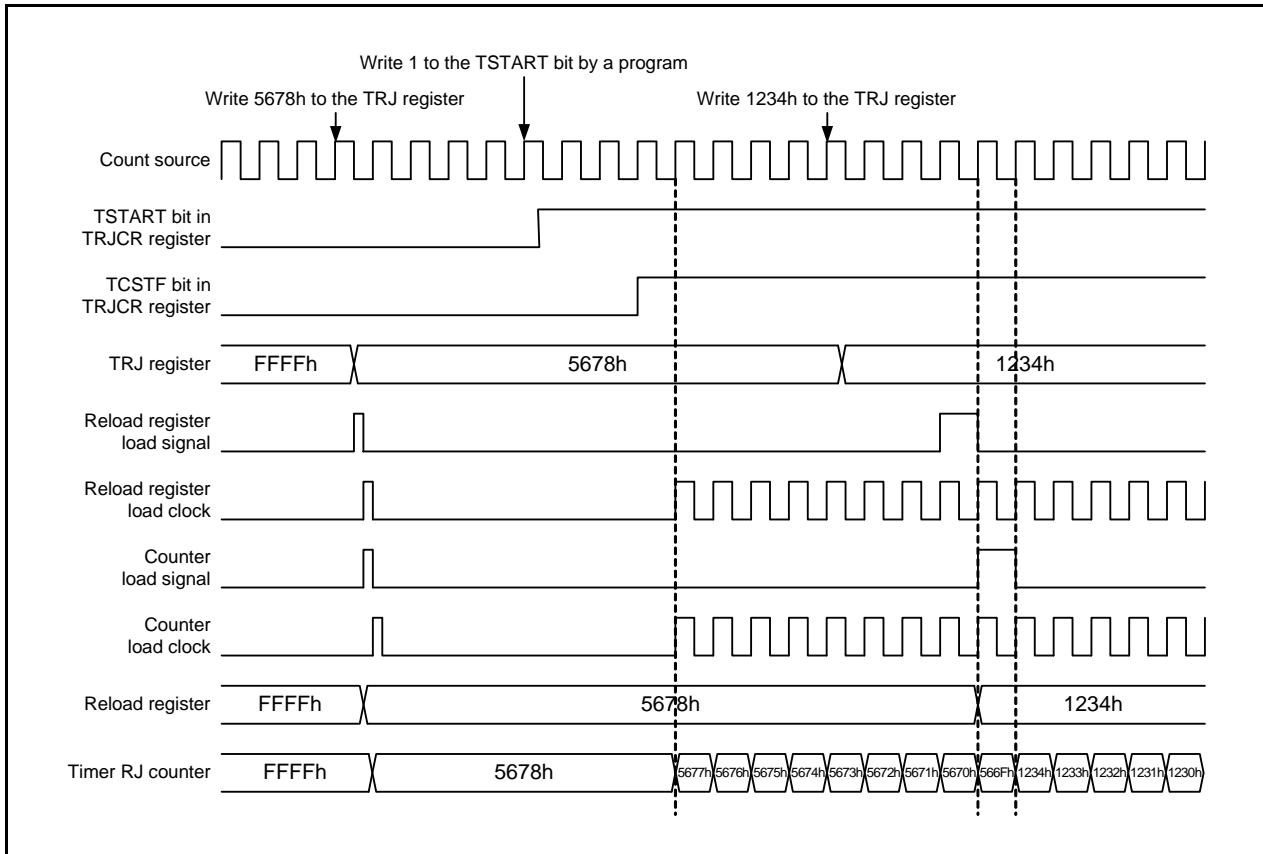 Write 1 to the TSTART bit by a program
Write 5678h to the TRJ register
Write 1234h to the TRJ register
Count source
TSTART bit in
TRJCR register
TCSTF bit in
TRJCR register
TRJ register
FFFFh
5678h
1234h
Reload register
load signal
Reload register
load clock
Counter
load signal
Counter
load clock
Reload register
FFFFh
5678h
1234h
Timer RJ counter
FFFFh
5678h
5677h
5676h
5675h
5674h
5673h
5672h
5671h
5670h
566Fh
1234h
1233h
1232h
1231h
1230h